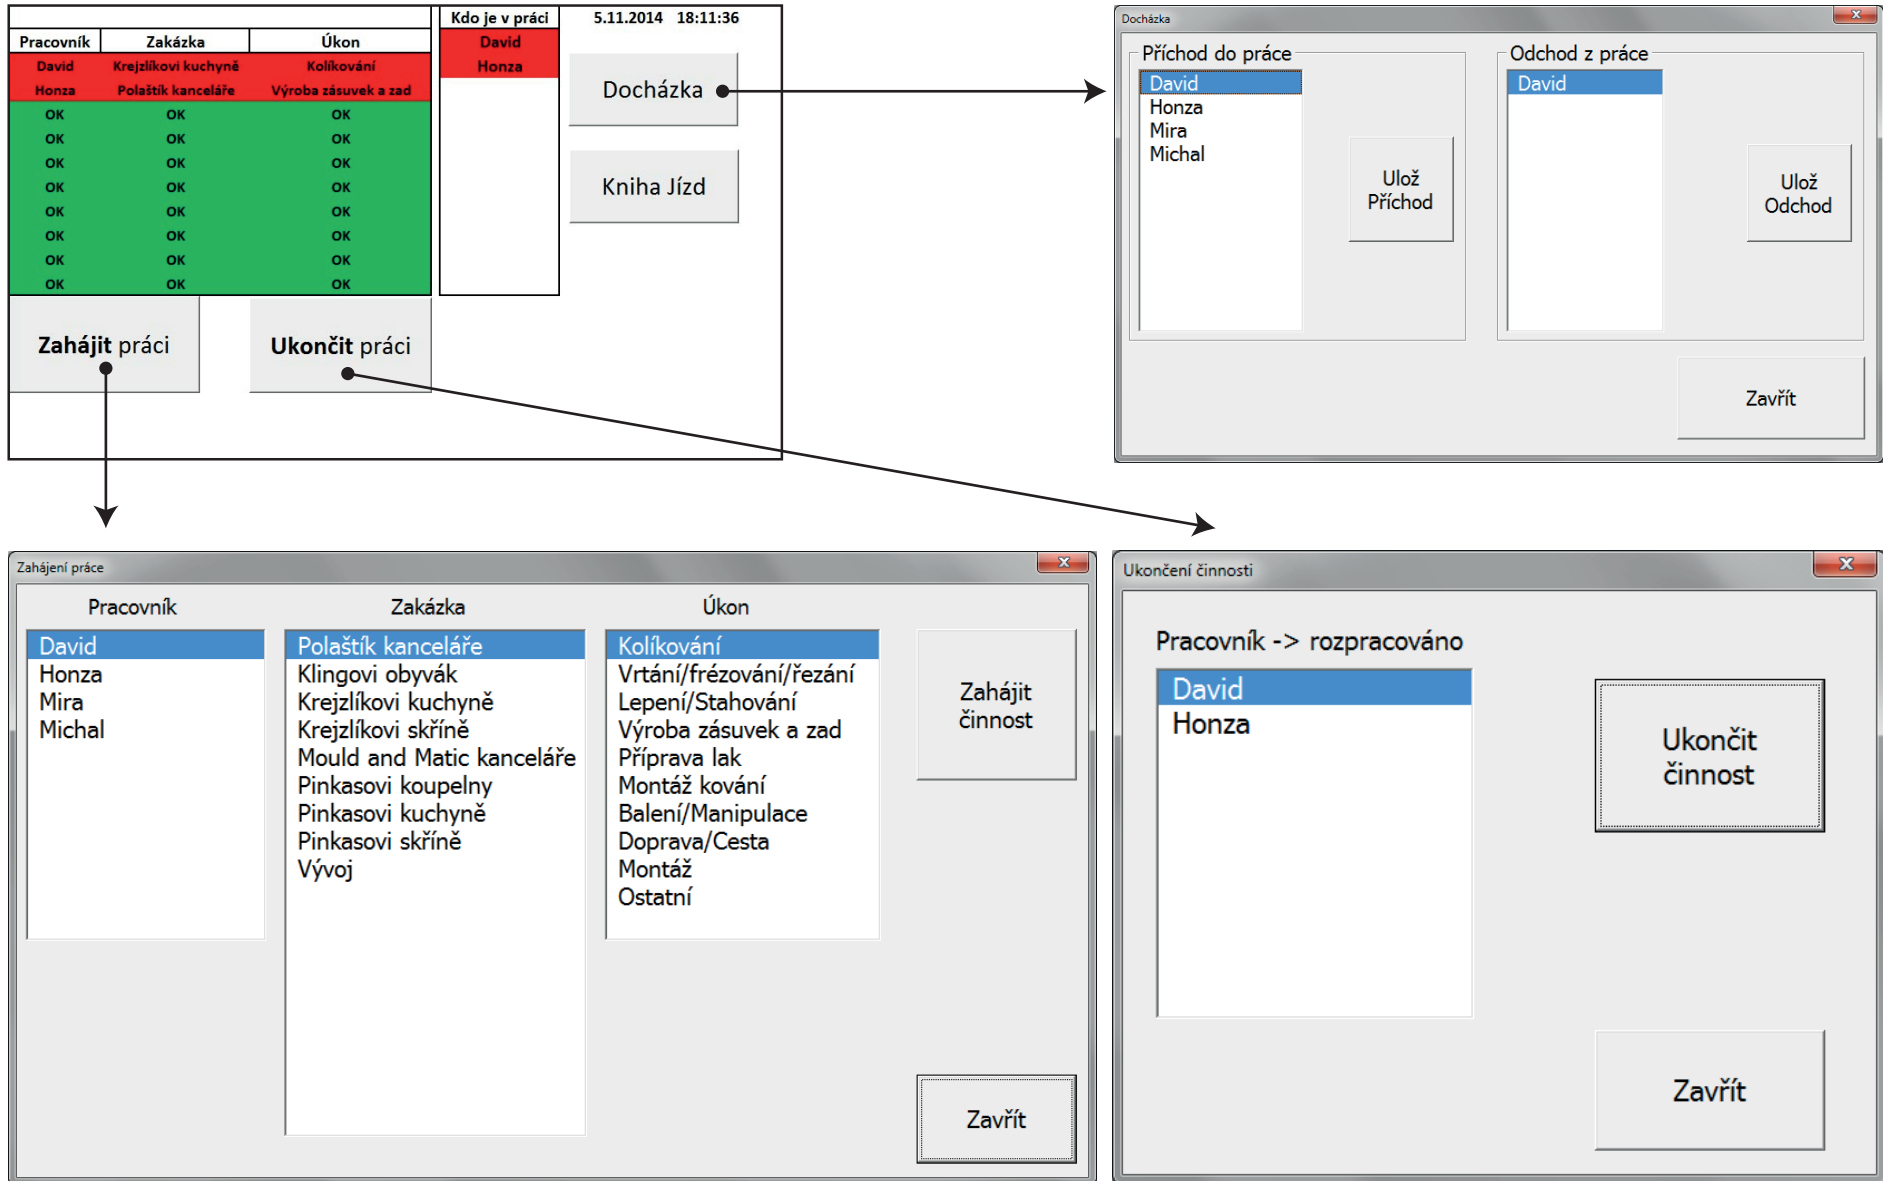 Kdo je v práci
5.11.2014 18:11:36
Pracovník Zakázka Úkon
David Krejzlíkovi kuchyně Kolíkování
Honza Polaštík kanceláře Výroba zásuvek a zad
OK OK OK
OK OK OK
OK OK OK
OK OK OK
OK OK OK
OK OK OK
OK OK OK
OK OK OK
David
Honza
Docházka
Kniha Jízd
Zahájit práci
Ukončit práci
Docházka
x
Příchod do práce
David
Honza
Mira
Michal
Ulož
Příchod
Odchod z práce
David
Ulož
Odchod
Zavřít
Zahájení práce
x
Pracovník
David
Honza
Mira
Michal
Zakázka
Polaštík kanceláře
Klingovi obyvák
Krejzlíkovi kuchyně
Krejzlíkovi skříně
Mould and Matic kanceláře
Pinkasovi koupelny
Pinkasovi kuchyně
Pinkasovi skříně
Vývoj
Úkon
Kolíkování
Vrtání/frézování/řezání
Lepení/Stahování
Výroba zásuvek a zad
Příprava lak
Montáž kování
Balení/Manipulace
Doprava/Cesta
Montáž
Ostatní
Zahájit
činnost
Zavřít
Ukončení činnosti
x
Pracovník -> rozpracováno
David
Honza
Ukončit
činnost
Zavřít